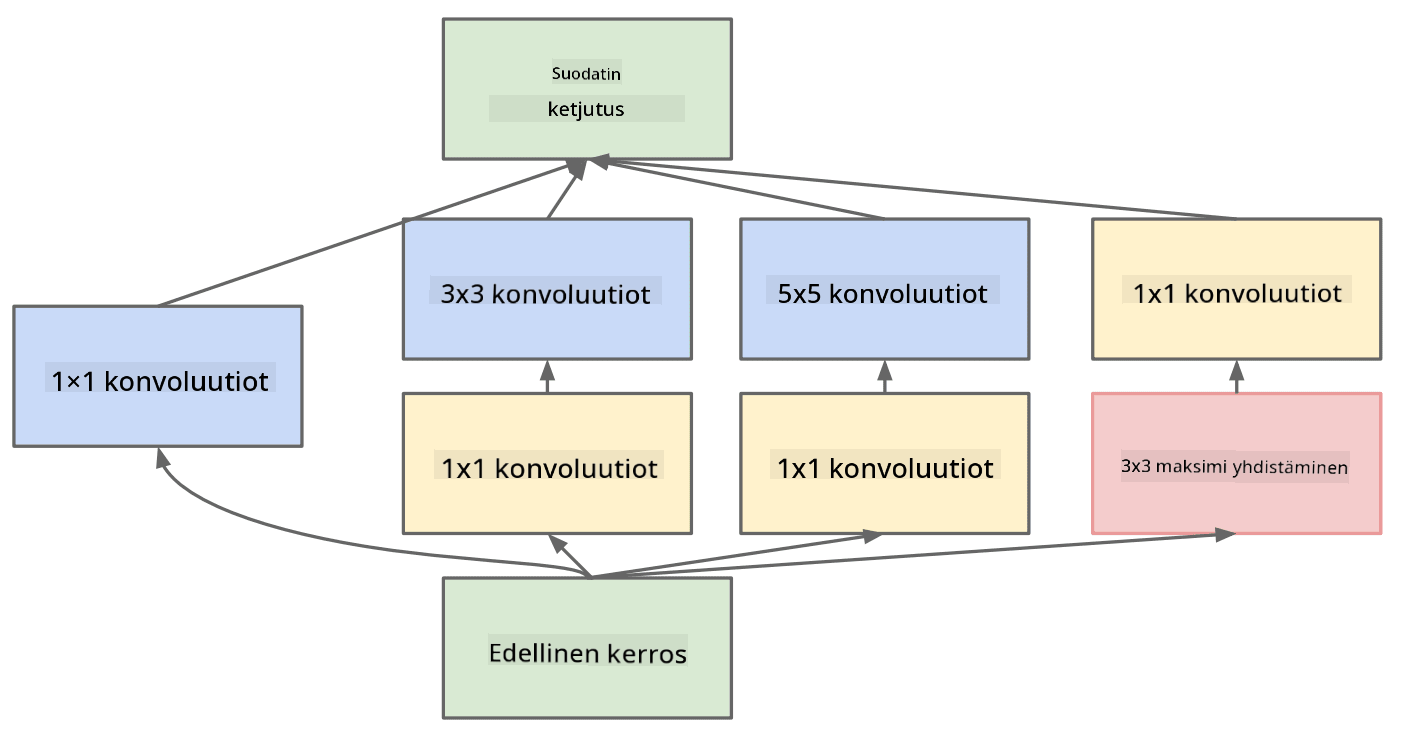 Suodatin
ketjutus
3x3 konvoluutiot
5x5 konvoluutiot
1x1 konvoluutiot
1×1 konvoluutiot
1x1 konvoluutiot
1x1 konvoluutiot
3x3 maksimi yhdistäminen
Edellinen kerros